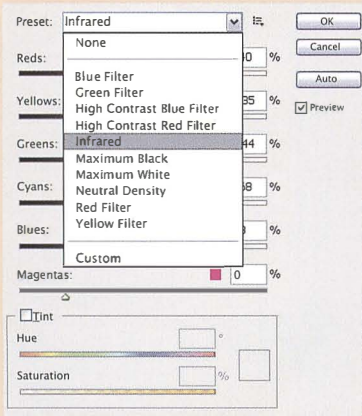 Preset: Infrared
OK
None
Cancel
Reds: %
Auto
Blue Filter
Green Filter
Yellows: 35 %
Preview
High Contrast Blue Filter
High Contrast Red Filter
Greens: Infrared 44 %
Maximum Black
Maximum White
Cyans: %
Neutral Density
Red Filter
Yellow Filter
Blues: %
Custom
Magentas: 0 %
Tint
Hue °
Saturation %